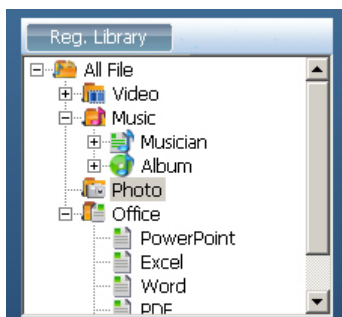 Reg. Library
All File
Video
Music
Musician
Album
Photo
Office
PowerPoint
Excel
Word
PDF